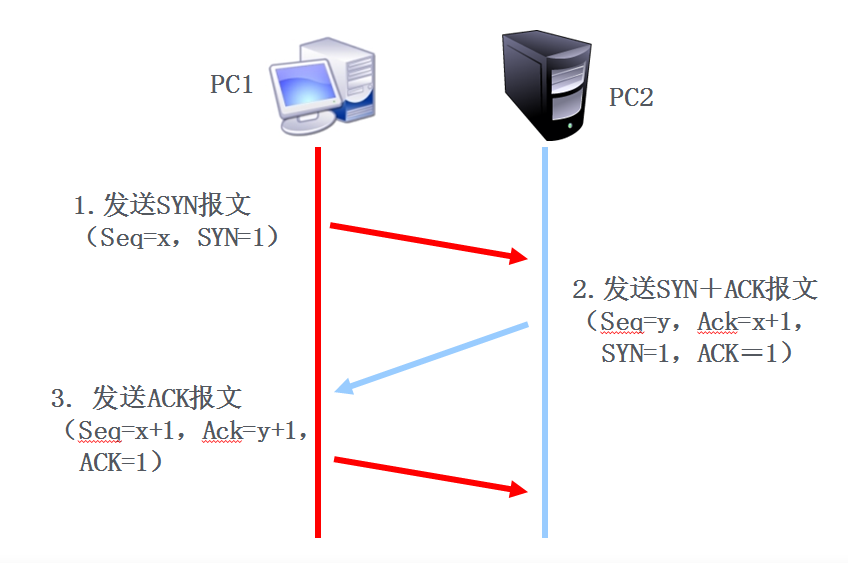 PC1
PC2
1.发送SYN报文
（Seq=x，SYN=1）
2.发送SYN＋ACK报文
（Seq=y，Ack=x+1，
SYN=1，ACK＝1）
3. 发送ACK报文
（Seq=x+1，Ack=y+1，
ACK=1）